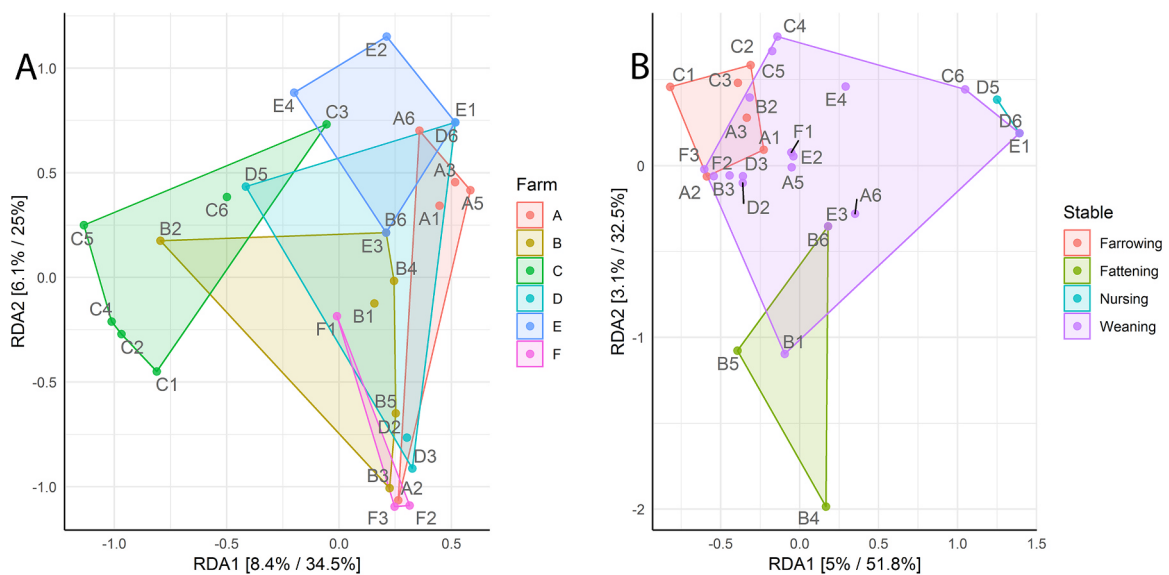 A
RDA2 [6.1% / 25%]
1.0
0.5
0.0
-0.5
-1.0
E2
E4
C3
E1
A6
D6
A3
D5
A5
C6
A1
B6
C5
B2
E3
B4
B1
C4
F1
C2
C1
B5
D2
D3
B3
A2
F3
F2
-1.0
-0.5
0.0
0.5
RDA1 [8.4% / 34.5%]
Farm
A
B
C
D
E
F
B
RDA2 [3.1% / 32.5%]
0
-1
-2
C4
C2
C1
C3
C5
C6
D5
E4
B2
A3
F1
D6
A1
E1
F3
F2
D3
E2
A2
B3
A5
A6
D2
E3
B6
B1
B5
B4
-0.5
0.0
0.5
1.0
1.5
RDA1 [5% / 51.8%]
Stable
Farrowing
Fattening
Nursing
Weaning